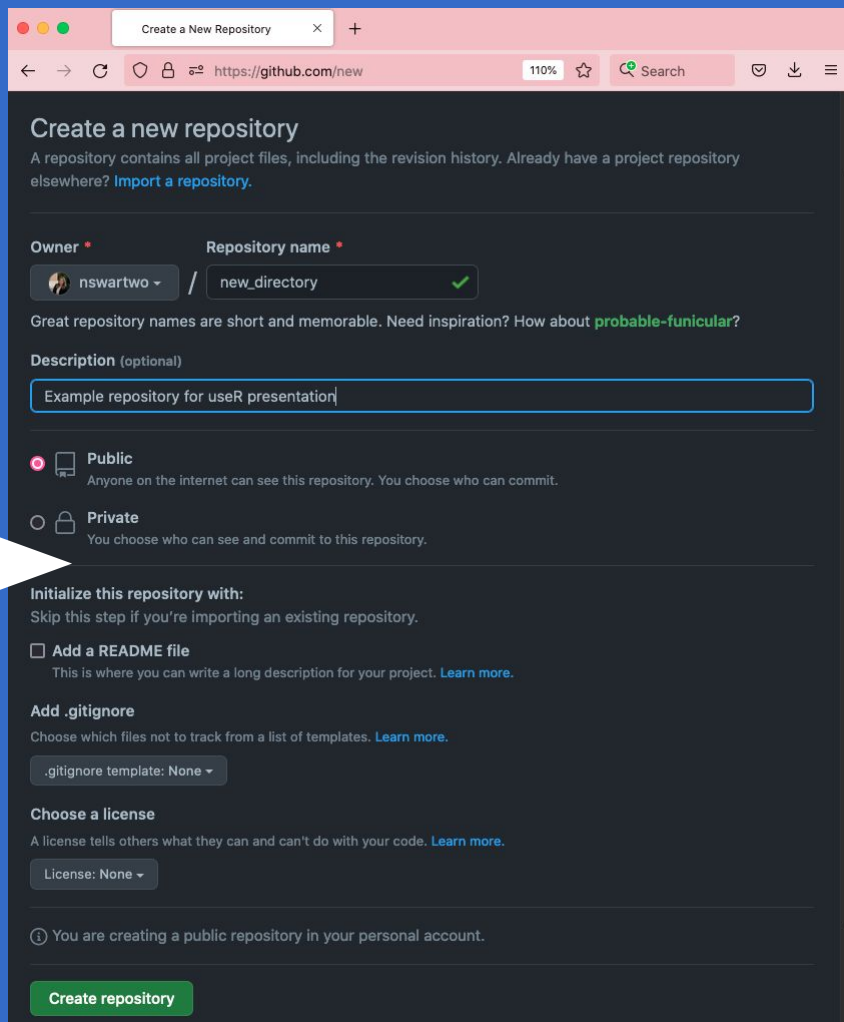 Create a New Repository
https://github.com/new
110%
Search
Create a new repository
A repository contains all project files, including the revision history. Already have a project repository
elsewhere? Import a repository.
Owner *
Repository name *
nswartwo
/
new_directory
Great repository names are short and memorable. Need inspiration? How about probable-funicular?
Description (optional)
Example repository for useR presentation
Public
Anyone on the internet can see this repository. You choose who can commit.
Private
You choose who can see and commit to this repository.
Initialize this repository with:
Skip this step if you're importing an existing repository.
Add a README file
This is where you can write a long description for your project. Learn more.
Add .gitignore
Choose which files not to track from a list of templates. Learn more.
.gitignore template: None
Choose a license
A license tells others what they can and can't do with your code. Learn more.
License: None
You are creating a public repository in your personal account.
Create repository